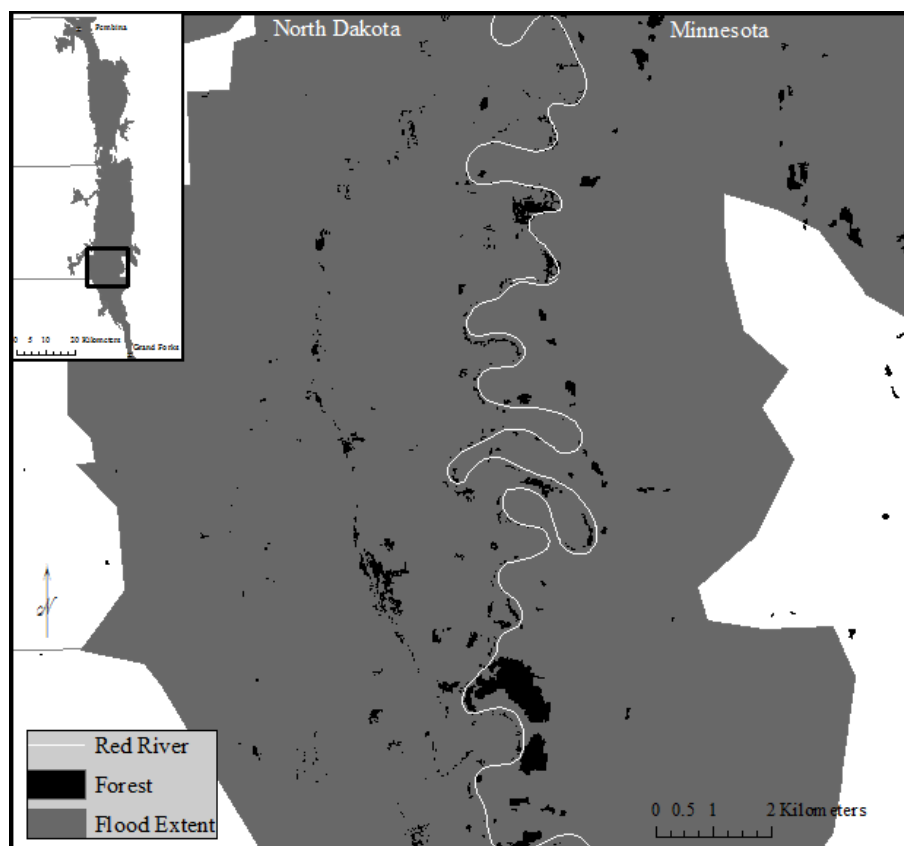 North Dakota
Minnesota
Pembina
0 5 10 20 Kilometers
Grand Forks
N
Red River
Forest
Flood Extent
0 0.5 1 2 Kilometers